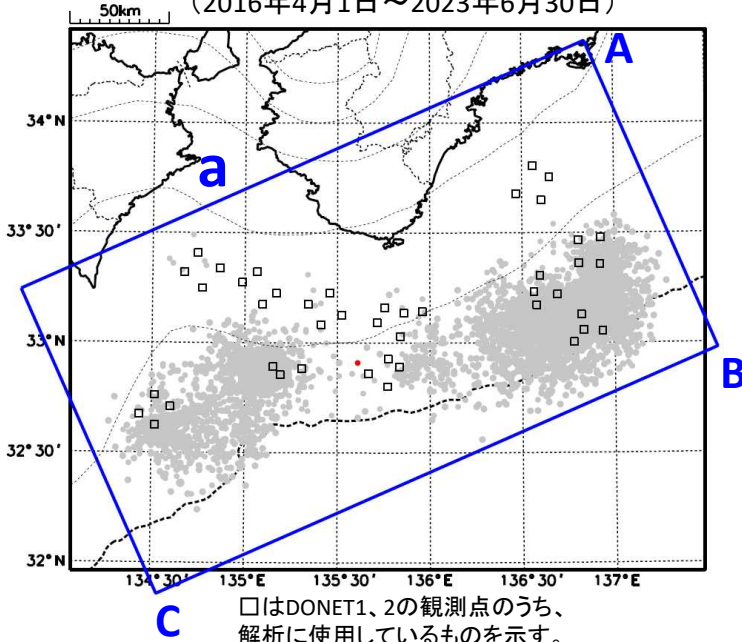 50km
（2016年4月1日～2023年6月30日）
A
34°N
a
33°30′
33°N
B
32°30′
32°N
134°30′ 135°E 135°30′ 136°E 136°30′ 137°E
C
□はDONET1、2の観測点のうち、
解析に使用しているものを示す。